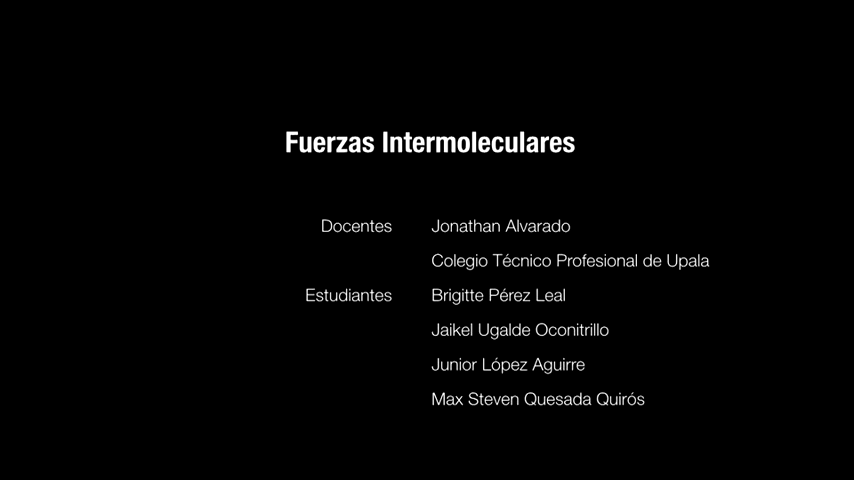 Fuerzas Intermoleculares
Docentes Jonathan Alvarado
Colegio Técnico Profesional de Upala
Estudiantes Brigitte Pérez Leal
Jaikel Ugalde Oconitrillo
Junior López Aguirre
Max Steven Quesada Quirós